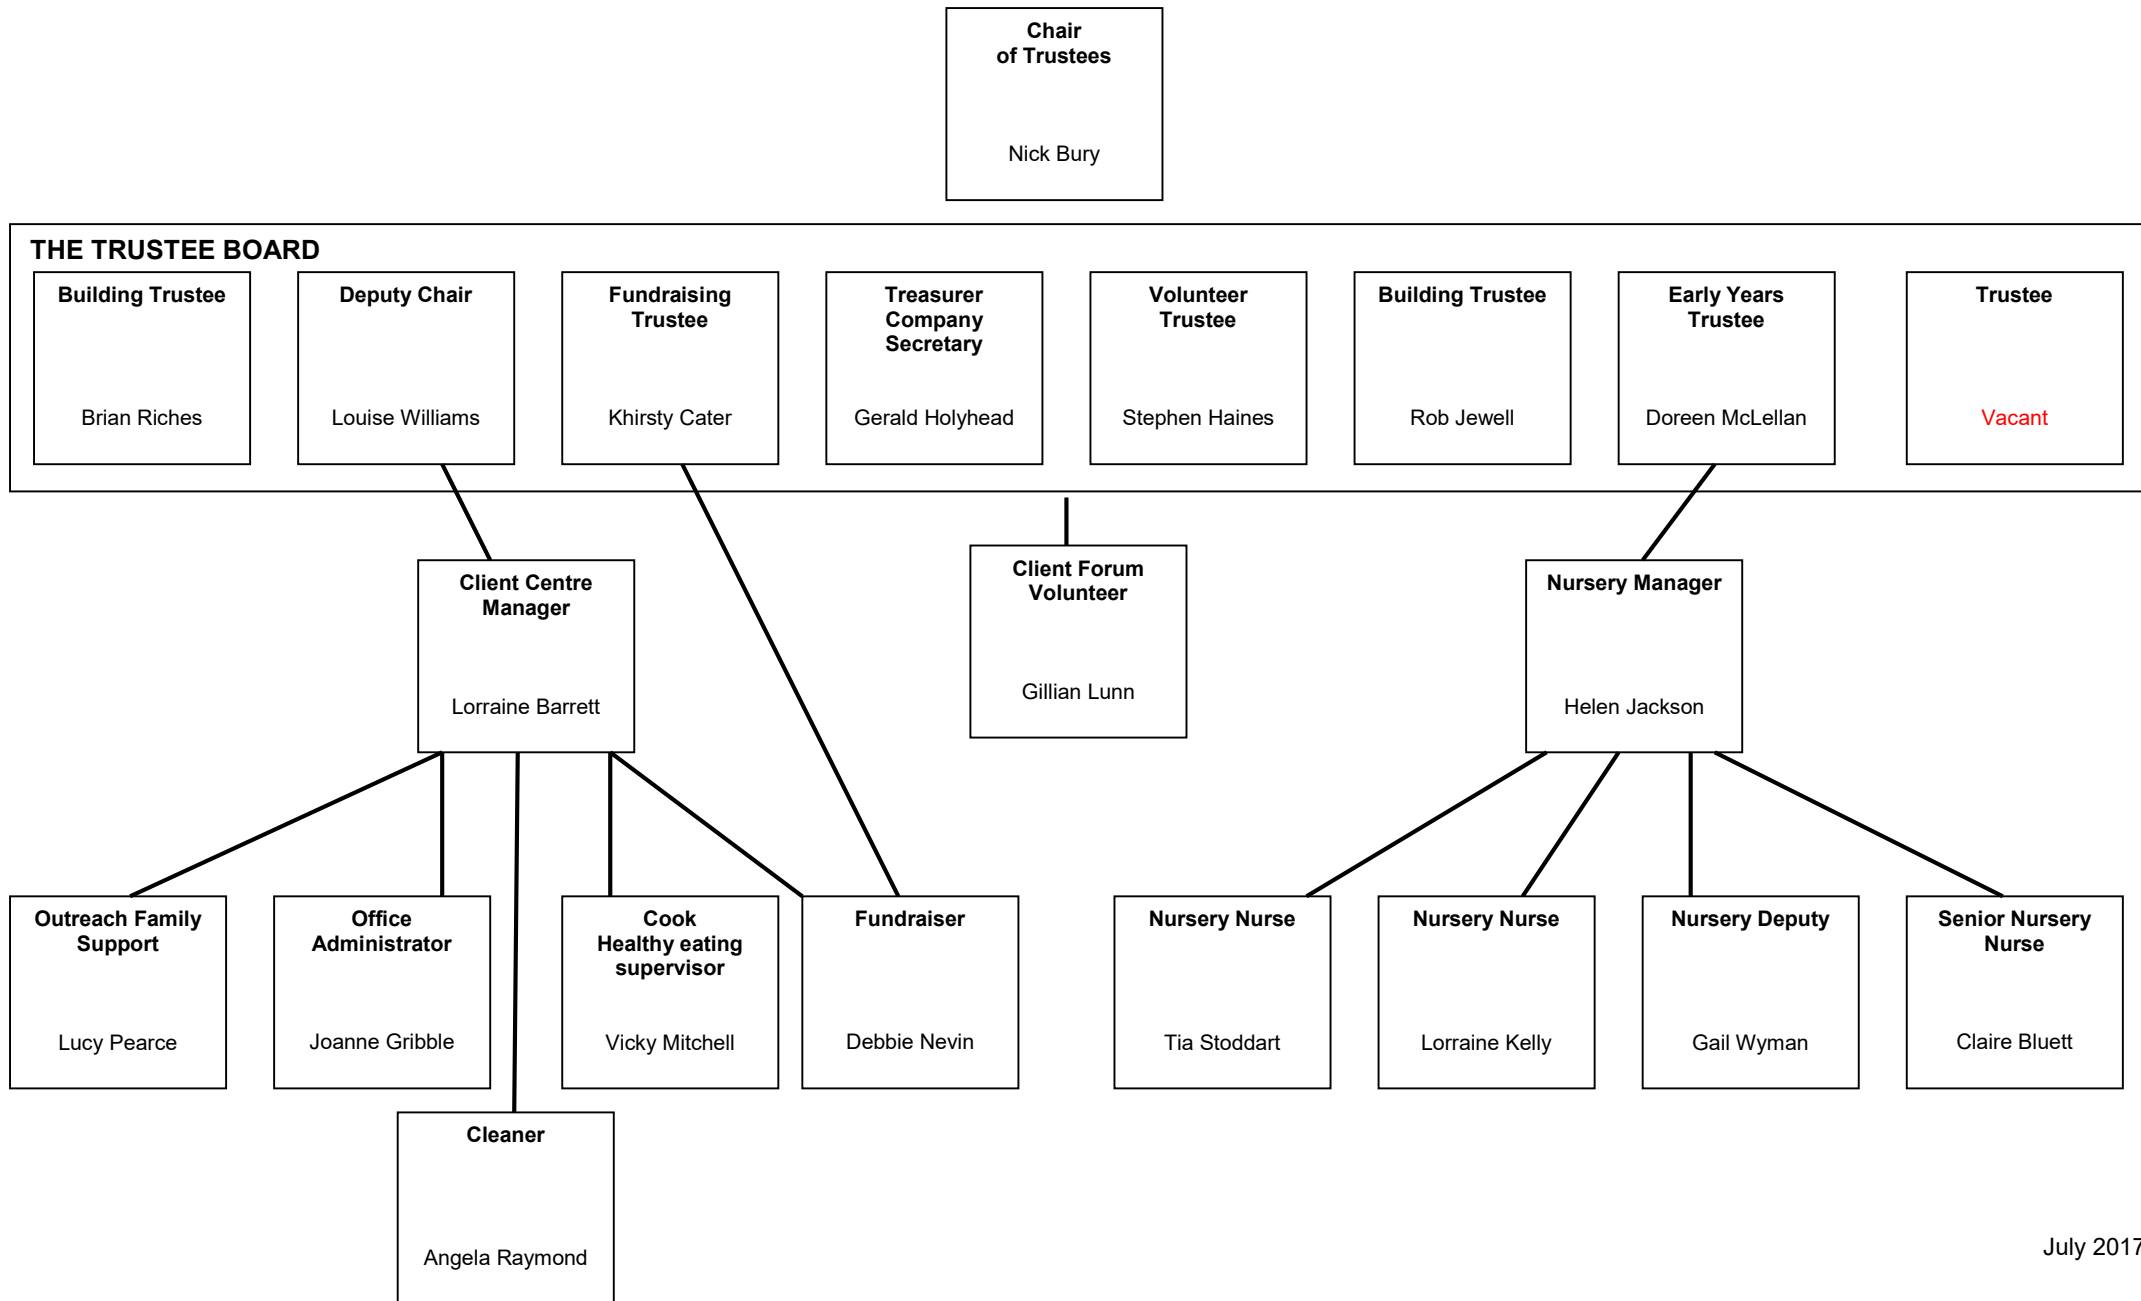 Chair
of Trustees
Nick Bury
THE TRUSTEE BOARD
Building Trustee
Brian Riches
Deputy Chair
Louise Williams
Fundraising
Trustee
Khirsty Cater
Treasurer
Company
Secretary
Gerald Holyhead
Volunteer
Trustee
Stephen Haines
Building Trustee
Rob Jewell
Early Years
Trustee
Doreen McLellan
Trustee
Vacant
Client Centre
Manager
Lorraine Barrett
Client Forum
Volunteer
Gillian Lunn
Nursery Manager
Helen Jackson
Outreach Family
Support
Lucy Pearce
Office
Administrator
Joanne Gribble
Cook
Healthy eating
supervisor
Vicky Mitchell
Fundraiser
Debbie Nevin
Nursery Nurse
Tia Stoddart
Nursery Nurse
Lorraine Kelly
Nursery Deputy
Gail Wyman
Senior Nursery
Nurse
Claire Bluett
Cleaner
Angela Raymond
July 2017